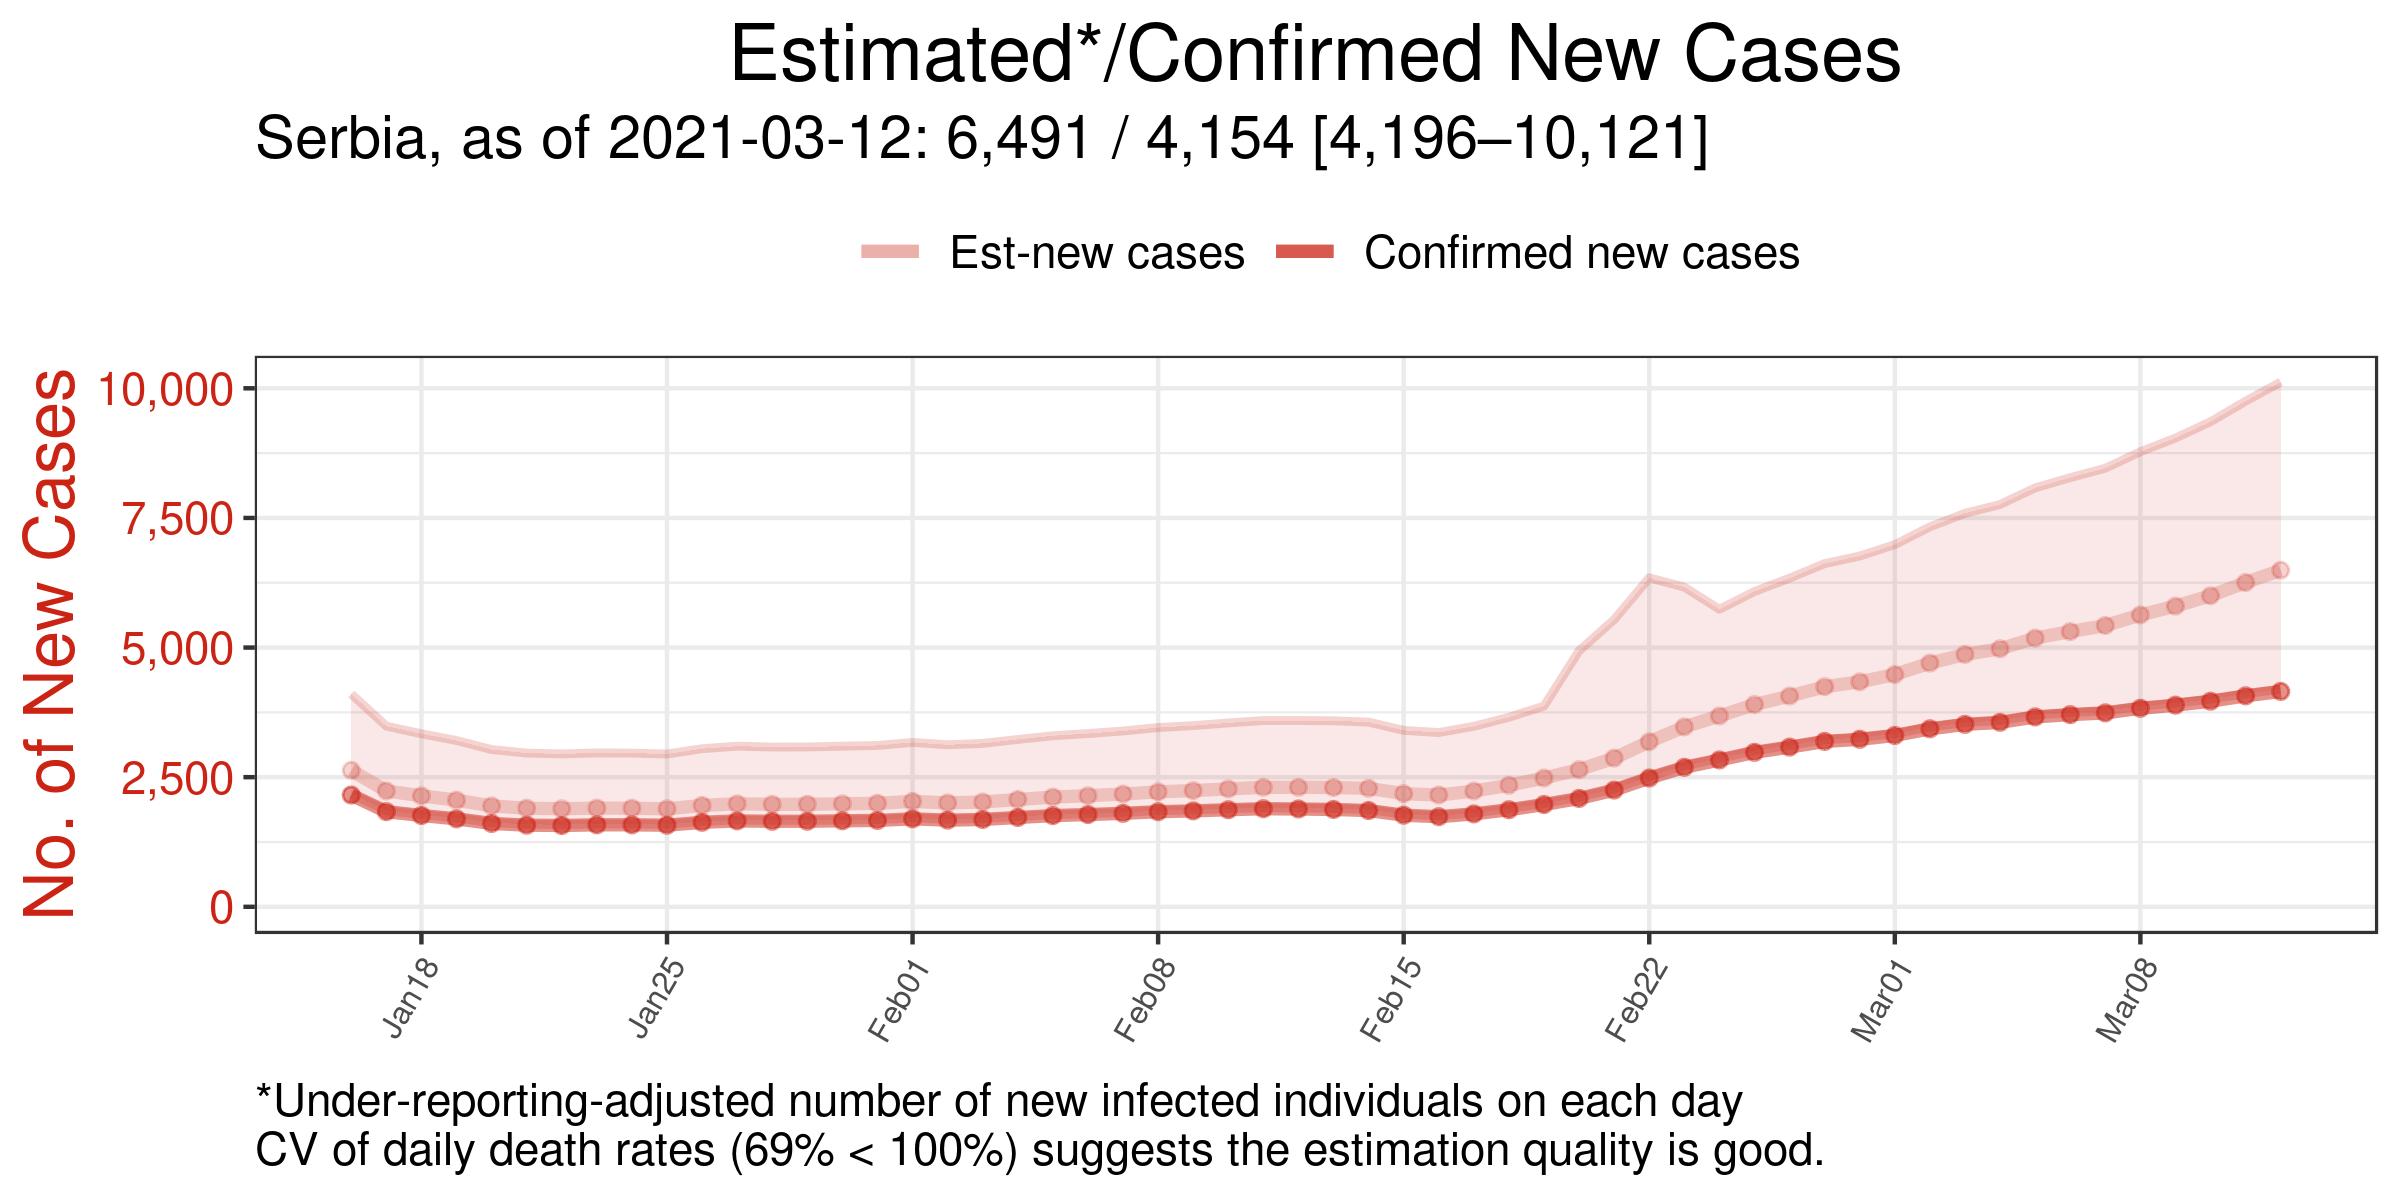 Estimated*/Confirmed New Cases
Serbia, as of 2021-03-12: 6,491 / 4,154 [4,196–10,121]
Est-new cases
Confirmed new cases
No. of New Cases
10,000
7,500
5,000
2,500
0
Jan18
Jan25
Feb01
Feb08
Feb15
Feb22
Mar01
Mar08
*Under-reporting-adjusted number of new infected individuals on each day
CV of daily death rates (69% < 100%) suggests the estimation quality is good.